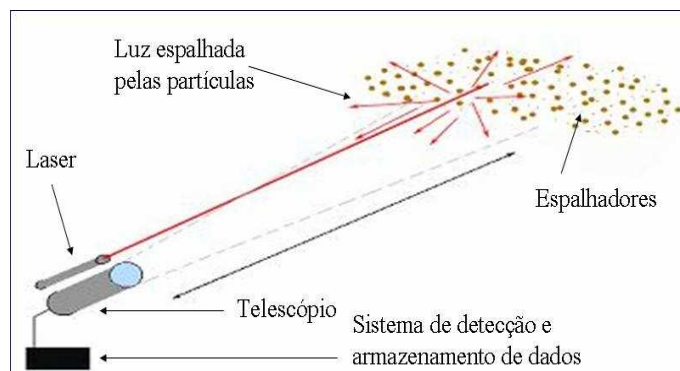 Luz espalhada
pelas partículas
Laser
Espalhadores
Telescópio
Sistema de detecção e
armazenamento de dados